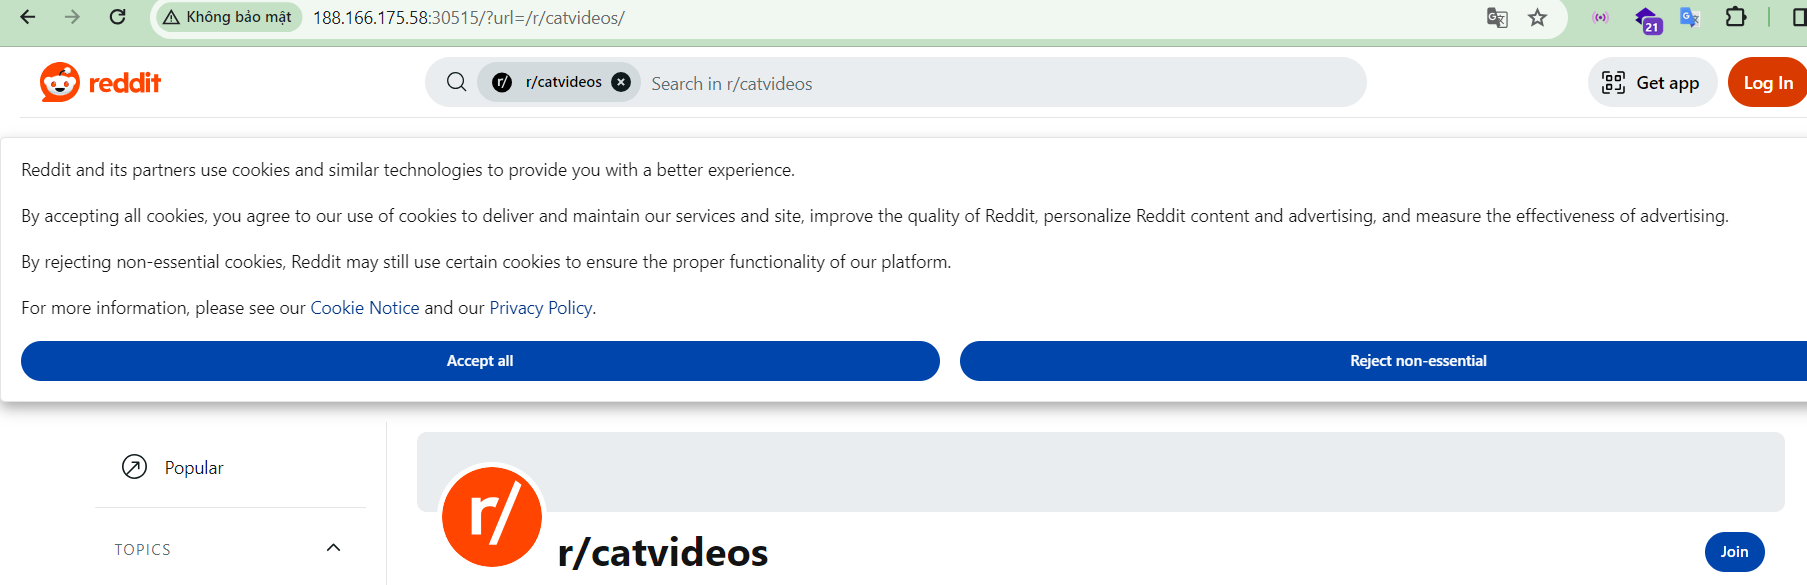 Không bảo mật 188.166.175.58:30515/?url=/r/catvideos/
21
reddit r/ r/catvideos Search in r/catvideos Get app Log In
Reddit and its partners use cookies and similar technologies to provide you with a better experience.
By accepting all cookies, you agree to our use of cookies to deliver and maintain our services and site, improve the quality of Reddit, personalize Reddit content and advertising, and measure the effectiveness of advertising.
By rejecting non-essential cookies, Reddit may still use certain cookies to ensure the proper functionality of our platform.
For more information, please see our Cookie Notice and our Privacy Policy.
Accept all Reject non-essential
Popular
r/
TOPICS
r/catvideos Join